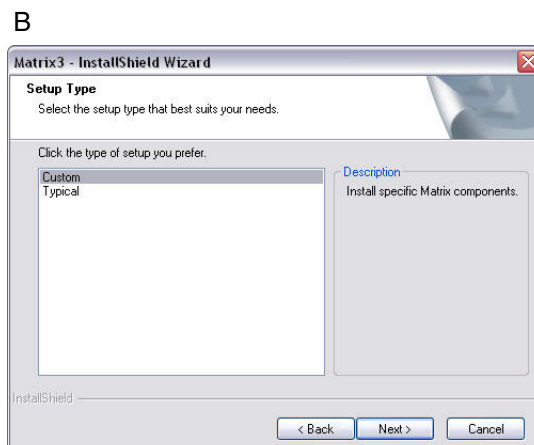 B
Matrix3 - InstallShield Wizard
Setup Type
Select the setup type that best suits your needs.
Click the type of setup you prefer.
Custom
Typical
Description
Install specific Matrix components.
InstallShield
< Back Next > Cancel